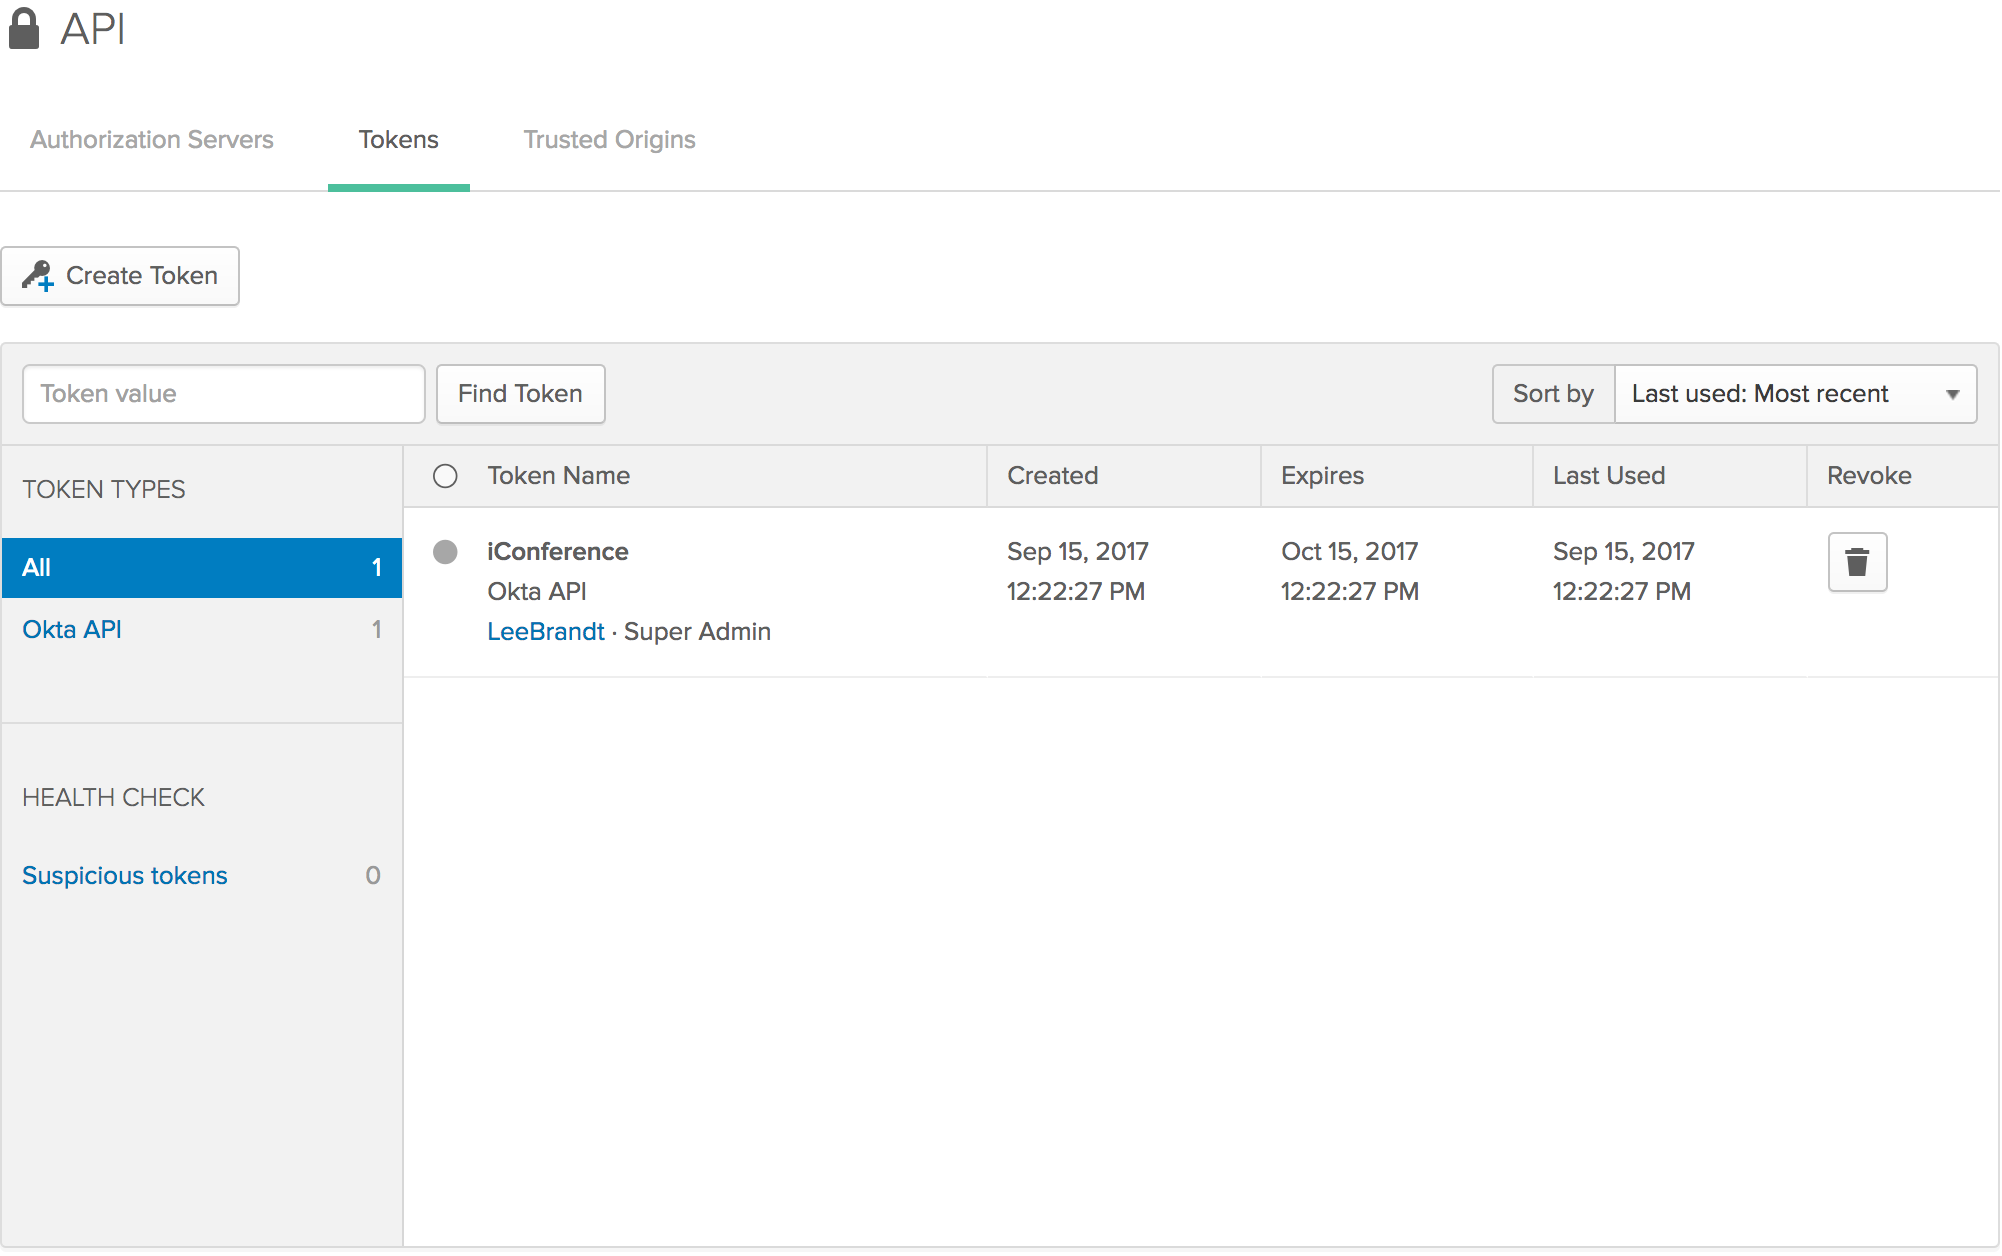 API
Authorization Servers
Tokens
Trusted Origins
Create Token
Token value
Find Token
Sort by
Last used: Most recent
TOKEN TYPES
All 1
Okta API 1
HEALTH CHECK
Suspicious tokens 0
Token Name Created Expires Last Used Revoke
iConference Sep 15, 2017 Oct 15, 2017 Sep 15, 2017
Okta API 12:22:27 PM 12:22:27 PM 12:22:27 PM
LeeBrandt · Super Admin